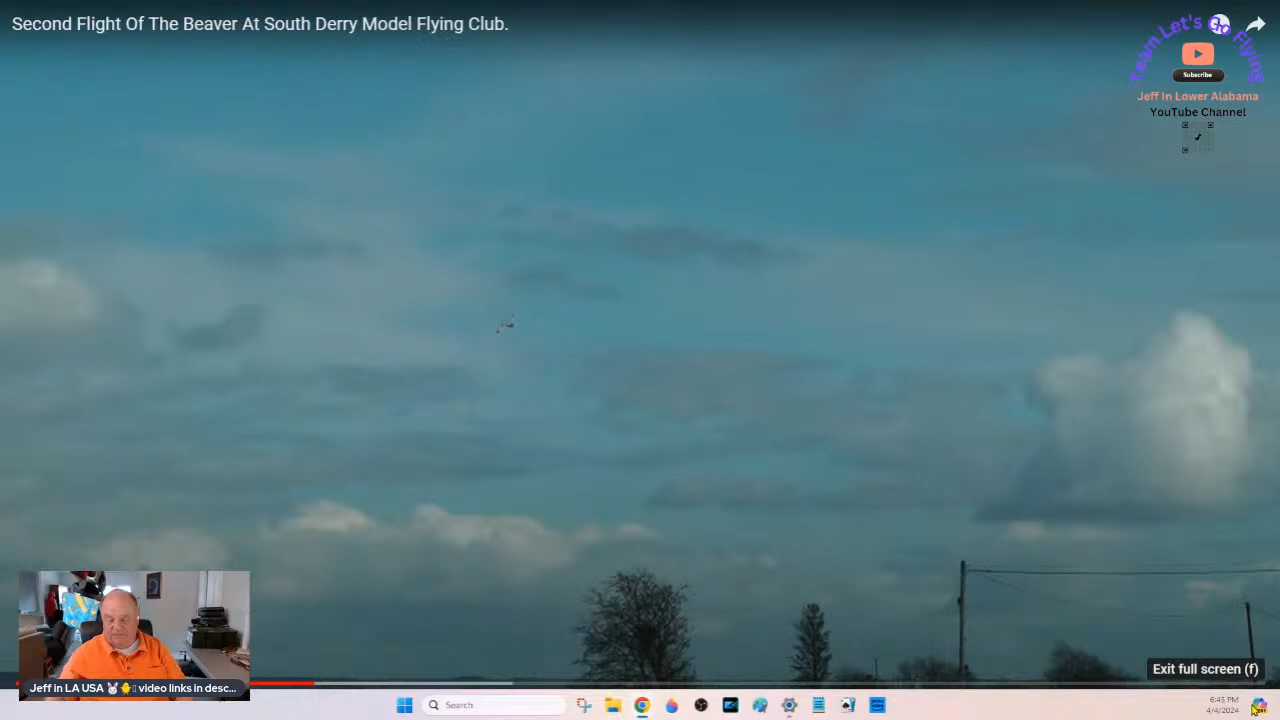 Second Flight Of The Beaver At South Derry Model Flying Club.
Team Let's Go Flying
Subscribe
Jeff In Lower Alabama
YouTube Channel
Exit full screen (f)
Jeff in LA USA 🐰🐥 video links in desc...
Search
6:45 PM
4/4/2024